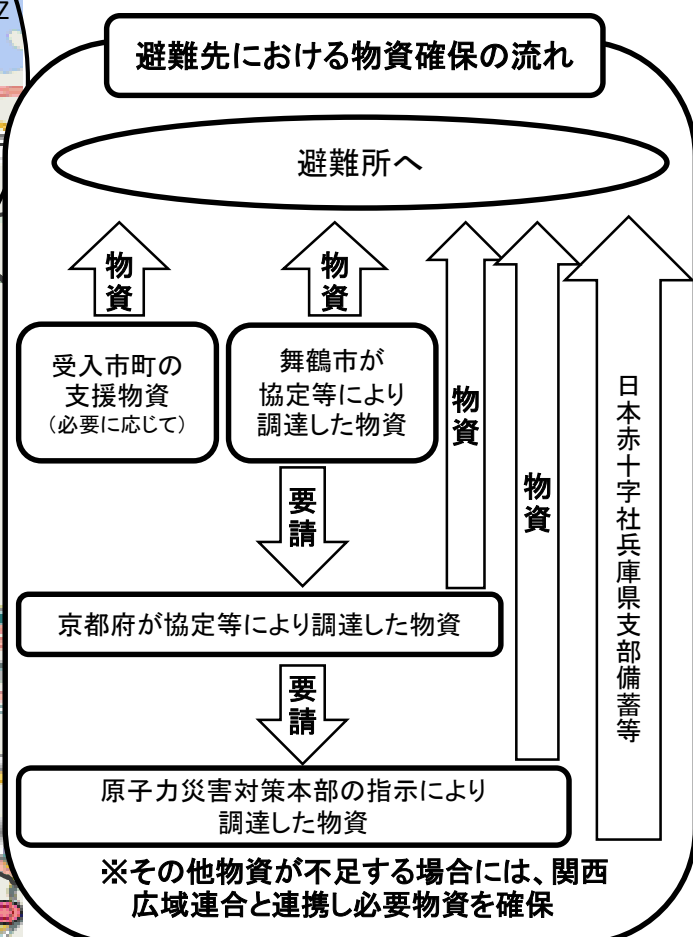 Z
避難先における物資確保の流れ
避難所へ
物
資
物
資
受入市町の
支援物資
(必要に応じて)
舞鶴市が
協定等により
調達した物資
物
資
物
資
日本赤十字社兵庫県支部備蓄等
要
請
京都府が協定等により調達した物資
要
請
原子力災害対策本部の指示により
調達した物資
※その他物資が不足する場合には、関西
広域連合と連携し必要物資を確保